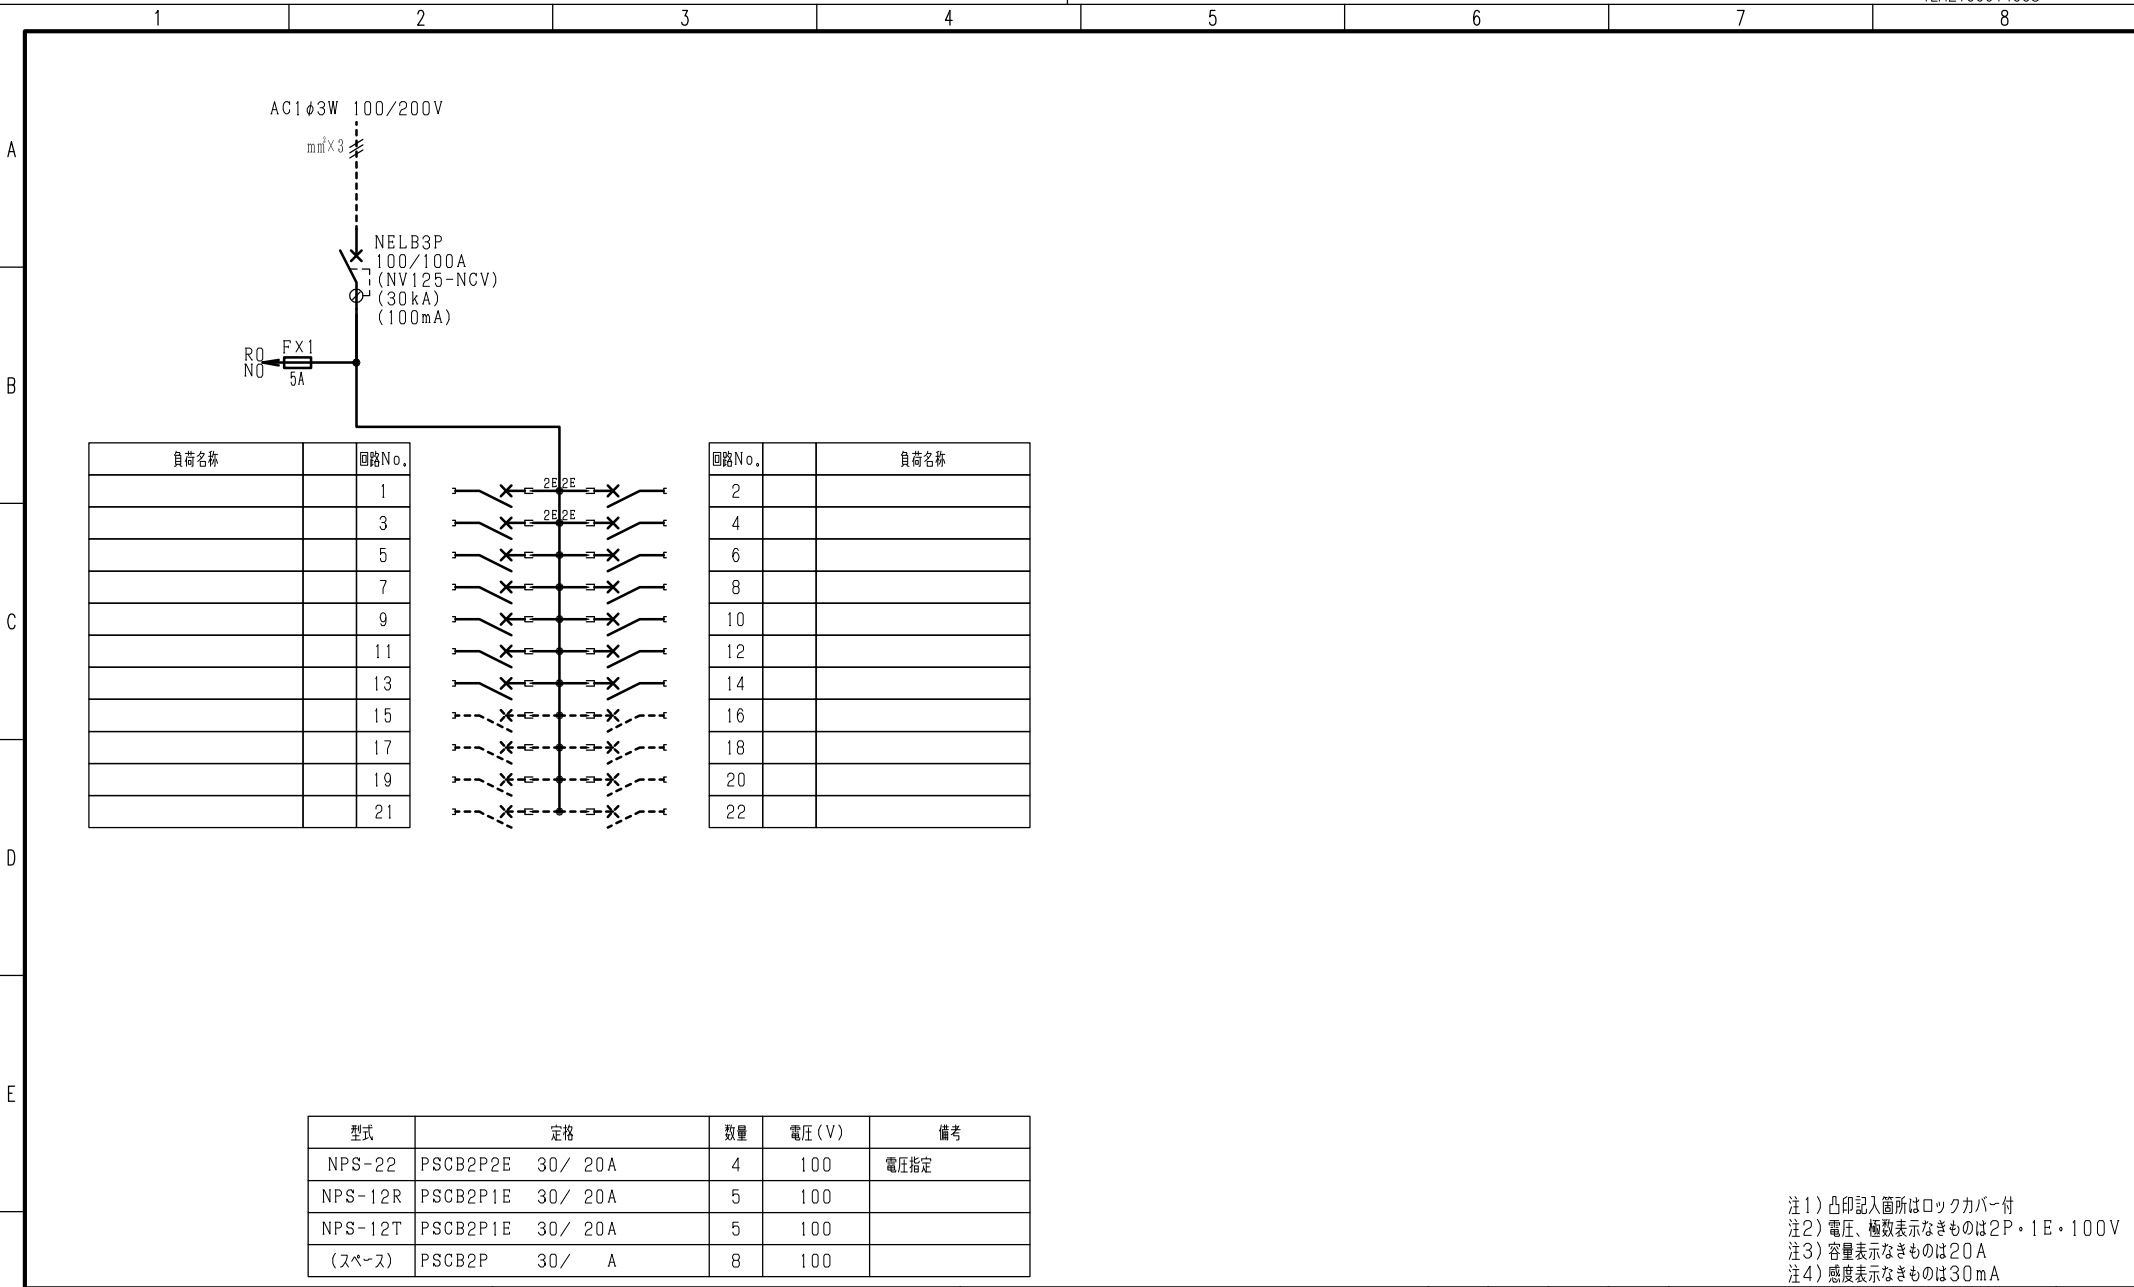 1 2 3 4 5 6 7 8
A
B
C
D
E
AC1φ3W 100/200V
mm²×3
NELB3P
100/100A
(NV125-NCV)
(30kA)
(100mA)
R0
N0
F×1
5A
負荷名称 回路No.
1
3
5
7
9
11
13
15
17
19
21
2E 2E
2E 2E
回路No. 負荷名称
2
4
6
8
10
12
14
16
18
20
22
型式 定格 数量 電圧(V) 備考
NPS-22 PSCB2P2E 30/ 20A 4 100 電圧指定
NPS-12R PSCB2P1E 30/ 20A 5 100
NPS-12T PSCB2P1E 30/ 20A 5 100
(スペース) PSCB2P 30/ A 8 100
注1)凸印記入箇所はロックカバー付
注2)電圧、極数表示なきものは2P・1E・100V
注3)容量表示なきものは20A
注4)感度表示なきものは30mA